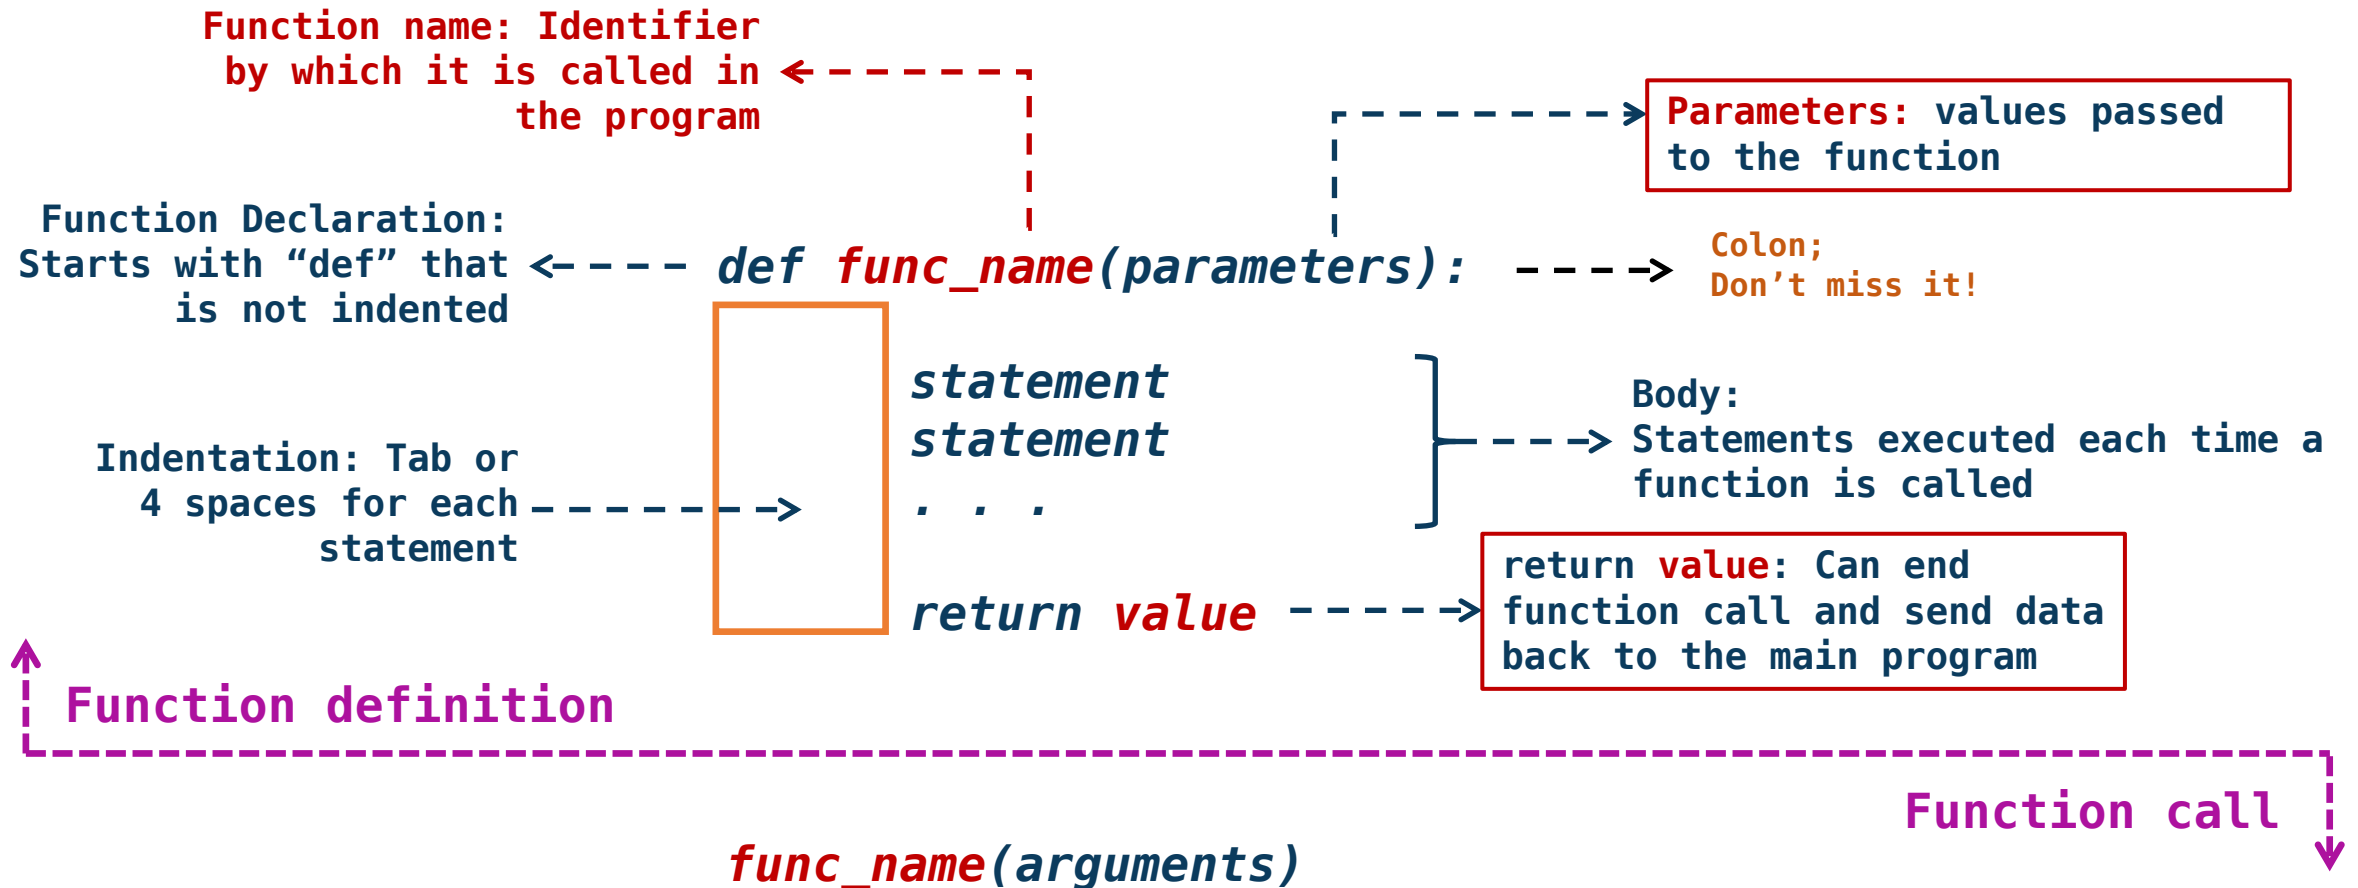 Function name: Identifier
by which it is called in
the program
Parameters: values passed
to the function
Function Declaration:
Starts with “def” that
is not indented
def func_name(parameters):
Colon;
Don’t miss it!
statement
statement
. . .
Body:
Statements executed each time a
function is called
Indentation: Tab or
4 spaces for each
statement
return value
return value: Can end
function call and send data
back to the main program
Function definition
Function call
func_name(arguments)